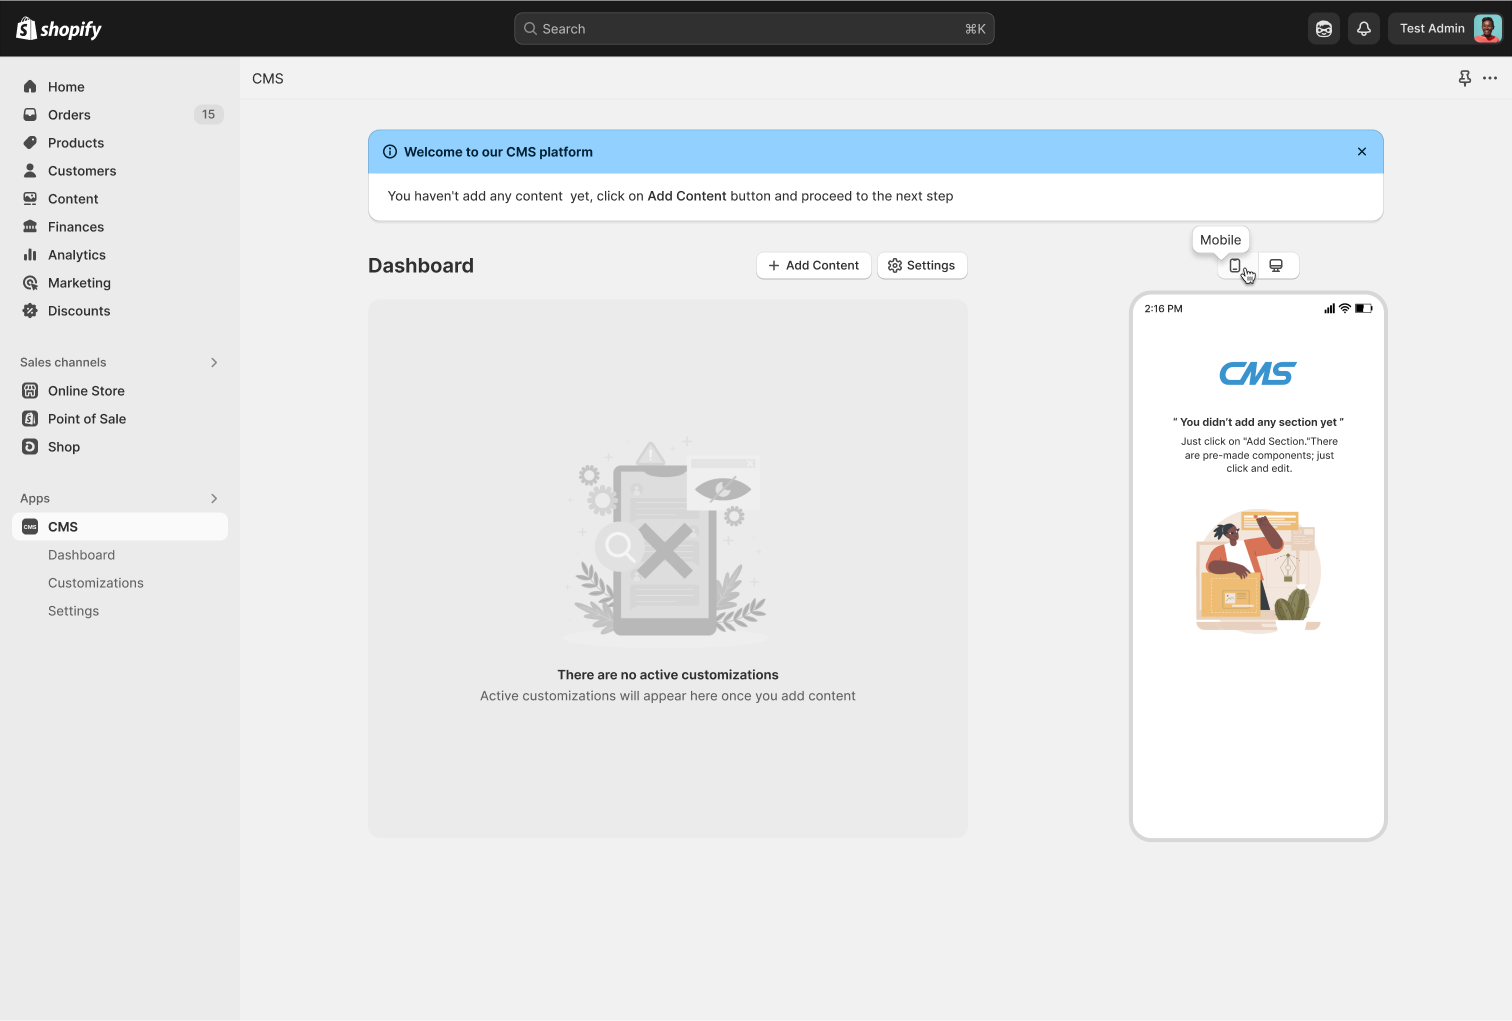 shopify
Search
⌘K
Test Admin
Home
Orders
15
Products
Customers
Content
Finances
Analytics
Marketing
Discounts
Sales channels
Online Store
Point of Sale
Shop
Apps
CMS
CMS
Dashboard
Customizations
Settings
CMS
Welcome to our CMS platform
You haven't add any content  yet, click on Add Content button and proceed to the next step
Dashboard
Add Content
Settings
Mobile
There are no active customizations
Active customizations will appear here once you add content
2:16 PM
CMS
“ You didn't add any section yet ”
Just click on "Add Section."There
are pre-made components; just
click and edit.